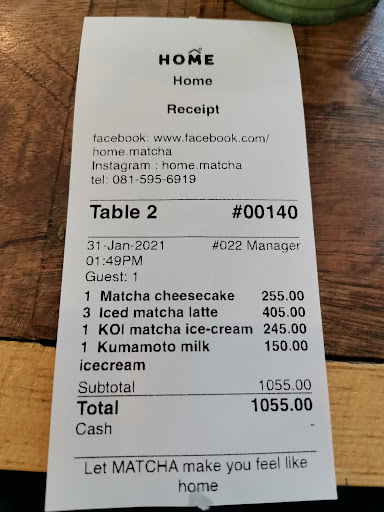 HOME
Home
Receipt
facebook: www.facebook.com/
home.matcha
Instagram : home.matcha
tel: 081-595-6919
Table 2 #00140
31-Jan-2021 #022 Manager
01:49PM
Guest: 1
1 Matcha cheesecake 255.00
3 Iced matcha latte 405.00
1 KOI matcha ice-cream 245.00
1 Kumamoto milk 150.00
icecream
Subtotal 1055.00
Total 1055.00
Cash -
Let MATCHA make you feel like
home